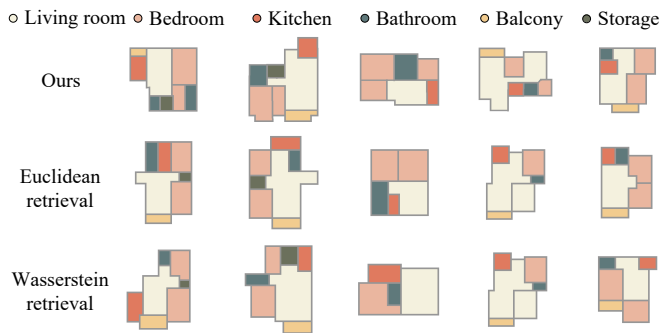 Living room Bedroom Kitchen Bathroom Balcony Storage
Ours
Euclidean
retrieval
Wasserstein
retrieval